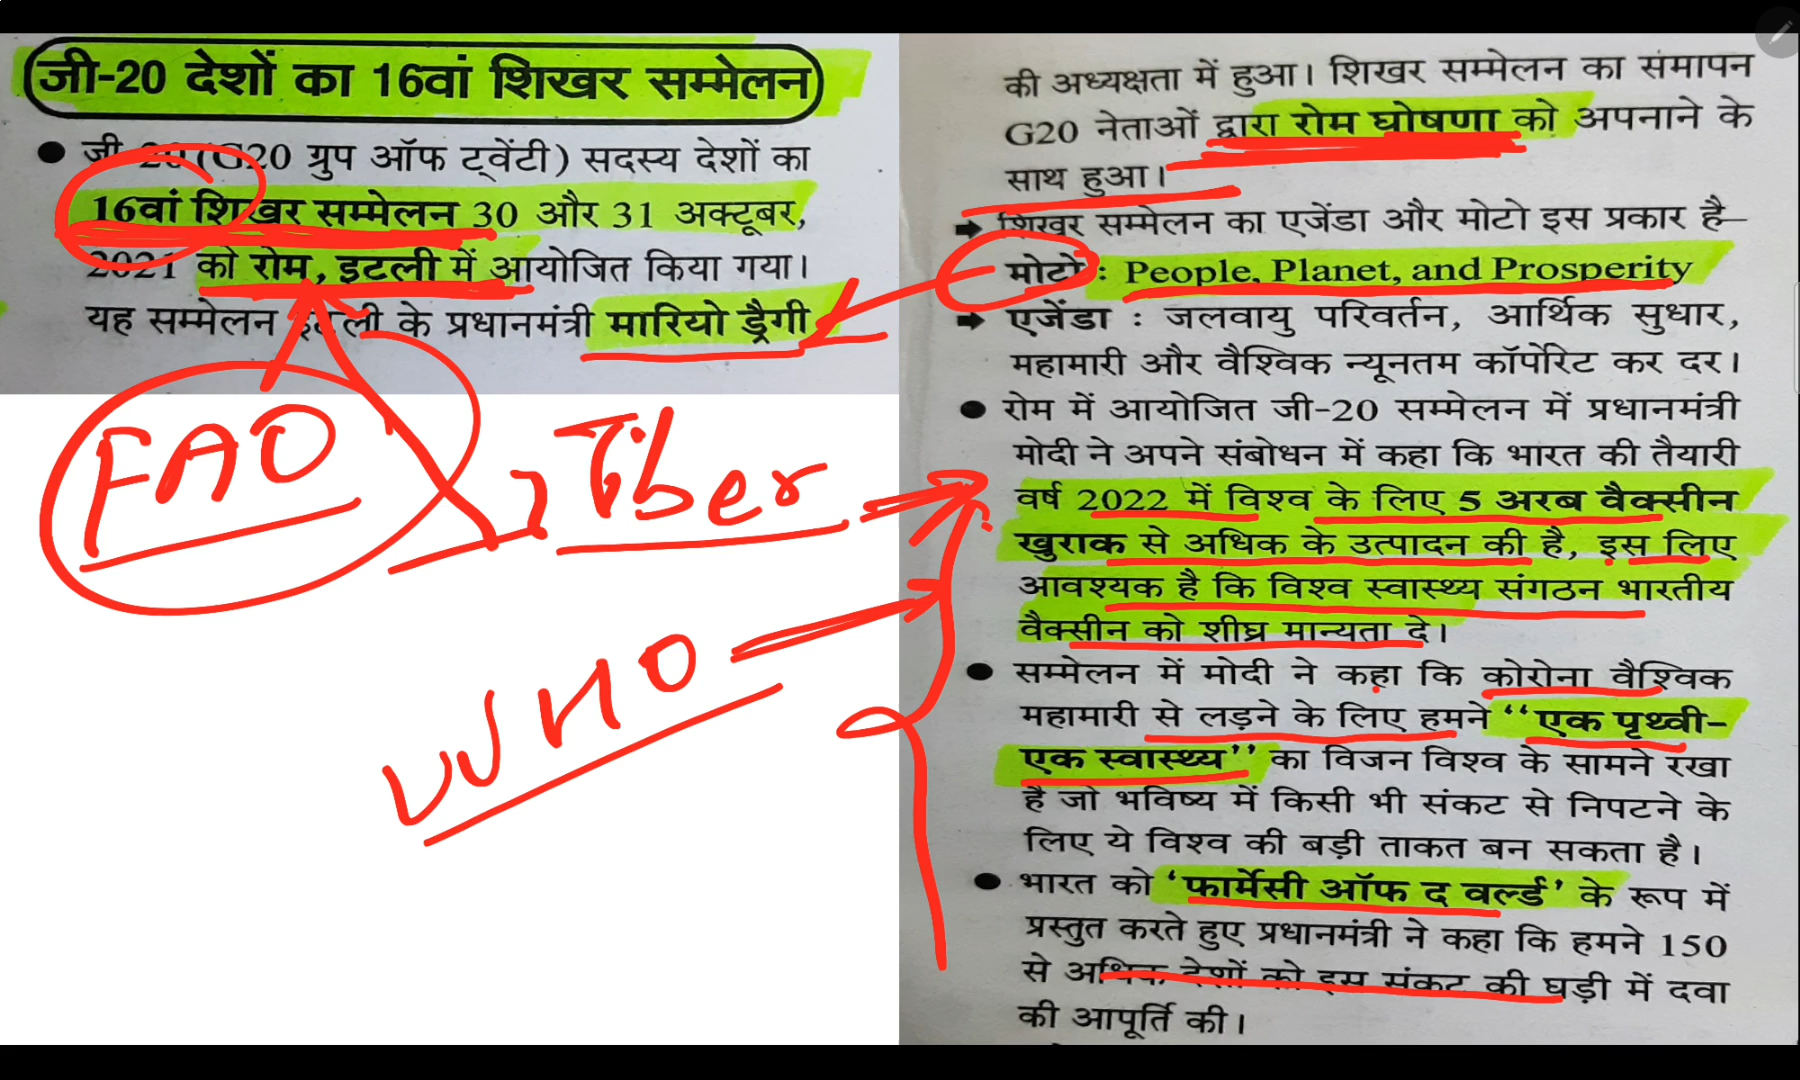 जी-20 देशों का 16वां शिखर सम्मेलन
● जी-20 (G20 ग्रुप ऑफ ट्वेंटी) सदस्य देशों का
16वां शिखर सम्मेलन 30 और 31 अक्टूबर,
2021 को रोम, इटली में आयोजित किया गया।
यह सम्मेलन इटली के प्रधानमंत्री मारियो ड्रैगी
FAO
Tiber
WHO
की अध्यक्षता में हुआ। शिखर सम्मेलन का समापन
G20 नेताओं द्वारा रोम घोषणा को अपनाने के
साथ हुआ।
➡ शिखर सम्मेलन का एजेंडा और मोटो इस प्रकार है–
मोटो : People, Planet, and Prosperity
➡ एजेंडा : जलवायु परिवर्तन, आर्थिक सुधार,
महामारी और वैश्विक न्यूनतम कॉर्पोरेट कर दर।
● रोम में आयोजित जी-20 सम्मेलन में प्रधानमंत्री
मोदी ने अपने संबोधन में कहा कि भारत की तैयारी
वर्ष 2022 में विश्व के लिए 5 अरब वैक्सीन
खुराक से अधिक के उत्पादन की है, इस लिए
आवश्यक है कि विश्व स्वास्थ्य संगठन भारतीय
वैक्सीन को शीघ्र मान्यता दे।
● सम्मेलन में मोदी ने कहा कि कोरोना वैश्विक
महामारी से लड़ने के लिए हमने ‘‘एक पृथ्वी-
एक स्वास्थ्य’’ का विजन विश्व के सामने रखा
है जो भविष्य में किसी भी संकट से निपटने के
लिए ये विश्व की बड़ी ताकत बन सकता है।
● भारत को ‘फार्मेसी ऑफ द वर्ल्ड’ के रूप में
प्रस्तुत करते हुए प्रधानमंत्री ने कहा कि हमने 150
से अधिक देशों को इस संकट की घड़ी में दवा
की आपूर्ति की।